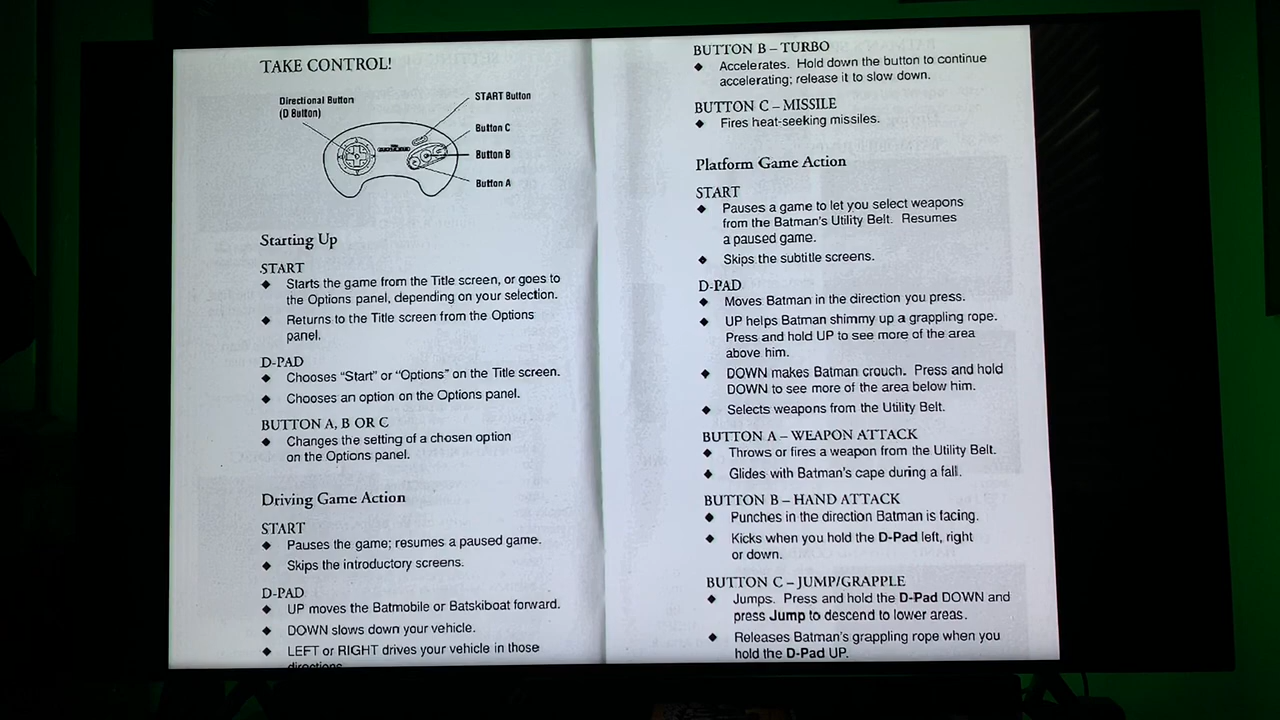 TAKE CONTROL!
Directional Button
(D Button)
START Button
Button C
Button B
Button A
Starting Up
START
◆ Starts the game from the Title screen, or goes to
the Options panel, depending on your selection.
◆ Returns to the Title screen from the Options
panel.
D-PAD
◆ Chooses “Start” or “Options” on the Title screen.
◆ Chooses an option on the Options panel.
BUTTON A, B OR C
◆ Changes the setting of a chosen option
on the Options panel.
Driving Game Action
START
◆ Pauses the game; resumes a paused game.
◆ Skips the introductory screens.
D-PAD
◆ UP moves the Batmobile or Batskiboat forward.
◆ DOWN slows down your vehicle.
◆ LEFT or RIGHT drives your vehicle in those
directions.
BUTTON B – TURBO
◆ Accelerates. Hold down the button to continue
accelerating; release it to slow down.
BUTTON C – MISSILE
◆ Fires heat-seeking missiles.
Platform Game Action
START
◆ Pauses a game to let you select weapons
from the Batman's Utility Belt. Resumes
a paused game.
◆ Skips the subtitle screens.
D-PAD
◆ Moves Batman in the direction you press.
◆ UP helps Batman shimmy up a grappling rope.
Press and hold UP to see more of the area
above him.
◆ DOWN makes Batman crouch. Press and hold
DOWN to see more of the area below him.
◆ Selects weapons from the Utility Belt.
BUTTON A – WEAPON ATTACK
◆ Throws or fires a weapon from the Utility Belt.
◆ Glides with Batman's cape during a fall.
BUTTON B – HAND ATTACK
◆ Punches in the direction Batman is facing.
◆ Kicks when you hold the D-Pad left, right
or down.
BUTTON C – JUMP/GRAPPLE
◆ Jumps. Press and hold the D-Pad DOWN and
press Jump to descend to lower areas.
◆ Releases Batman's grappling rope when you
hold the D-Pad UP.